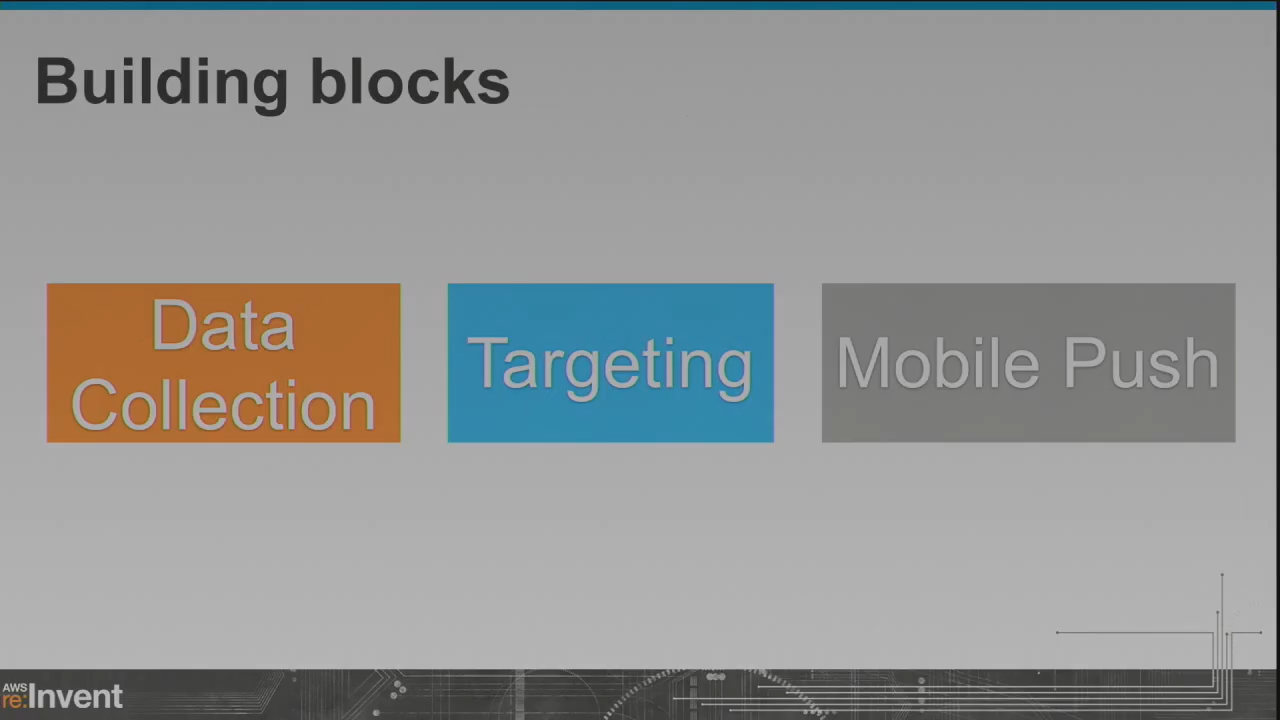 Building blocks
Data
Collection
Targeting
Mobile Push
AWS
re:Invent